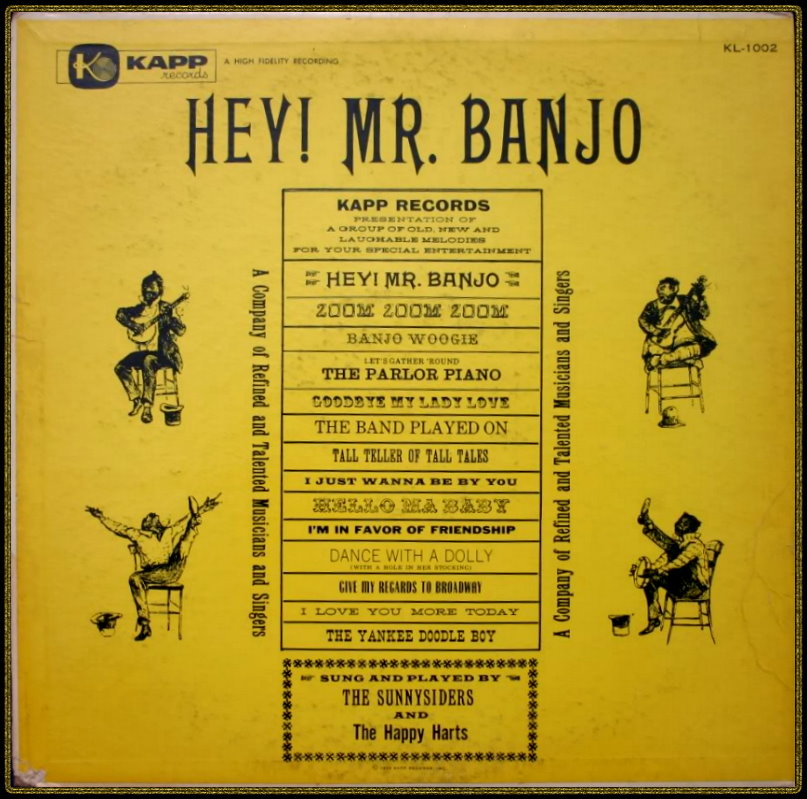 KAPP
records
A HIGH FIDELITY RECORDING
KL-1002
HEY! MR. BANJO
KAPP RECORDS
PRESENTATION OF
A GROUP OF OLD, NEW AND
LAUGHABLE MELODIES
FOR YOUR SPECIAL ENTERTAINMENT
HEY! MR. BANJO
ZOOM ZOOM ZOOM
BANJO WOOGIE
LET'S GATHER 'ROUND
THE PARLOR PIANO
GOODBYE MY LADY LOVE
THE BAND PLAYED ON
TALL TELLER OF TALL TALES
I JUST WANNA BE BY YOU
HELLO MA BABY
I'M IN FAVOR OF FRIENDSHIP
DANCE WITH A DOLLY
(WITH A HOLE IN HER STOCKING)
GIVE MY REGARDS TO BROADWAY
I LOVE YOU MORE TODAY
THE YANKEE DOODLE BOY
A Company of Refined and Talented Musicians and Singers
A Company of Refined and Talented Musicians and Singers
SUNG AND PLAYED BY
THE SUNNYSIDERS
AND
The Happy Harts
KAPP RECORDS, INC.